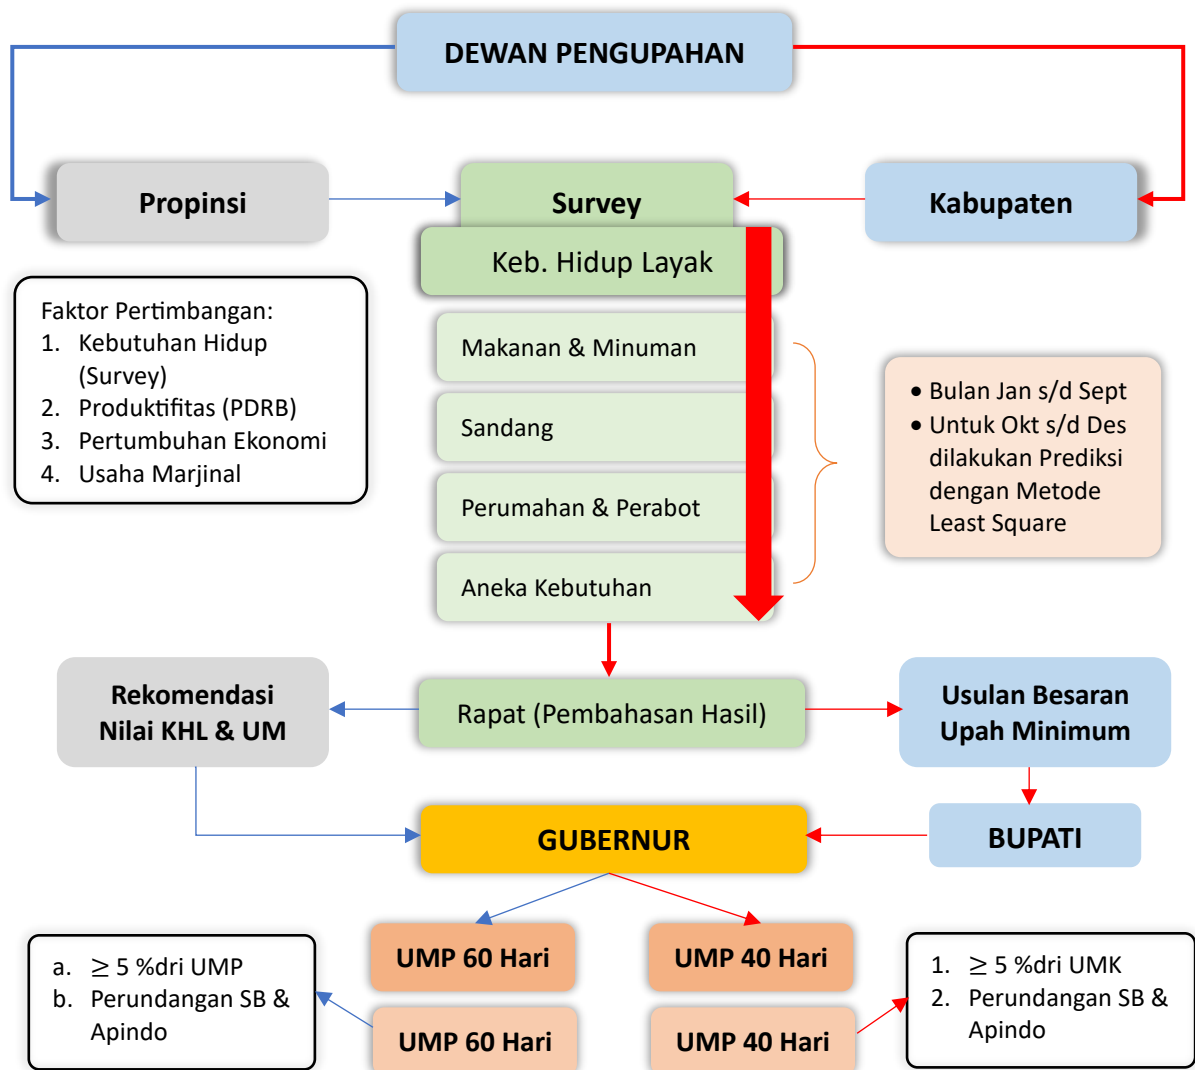 DEWAN PENGUPAHAN
Propinsi
Survey
Kabupaten
Keb. Hidup Layak
Faktor Pertimbangan:
1. Kebutuhan Hidup
(Survey)
2. Produktifitas (PDRB)
3. Pertumbuhan Ekonomi
4. Usaha Marjinal
Makanan & Minuman
Sandang
Perumahan & Perabot
Aneka Kebutuhan
• Bulan Jan s/d Sept
• Untuk Okt s/d Des
dilakukan Prediksi
dengan Metode
Least Square
Rekomendasi
Nilai KHL & UM
Rapat (Pembahasan Hasil)
Usulan Besaran
Upah Minimum
GUBERNUR
BUPATI
UMP 60 Hari
UMP 40 Hari
a. ≥ 5 %dri UMP
b. Perundangan SB &
Apindo
UMP 60 Hari
UMP 40 Hari
1. ≥ 5 %dri UMK
2. Perundangan SB &
Apindo